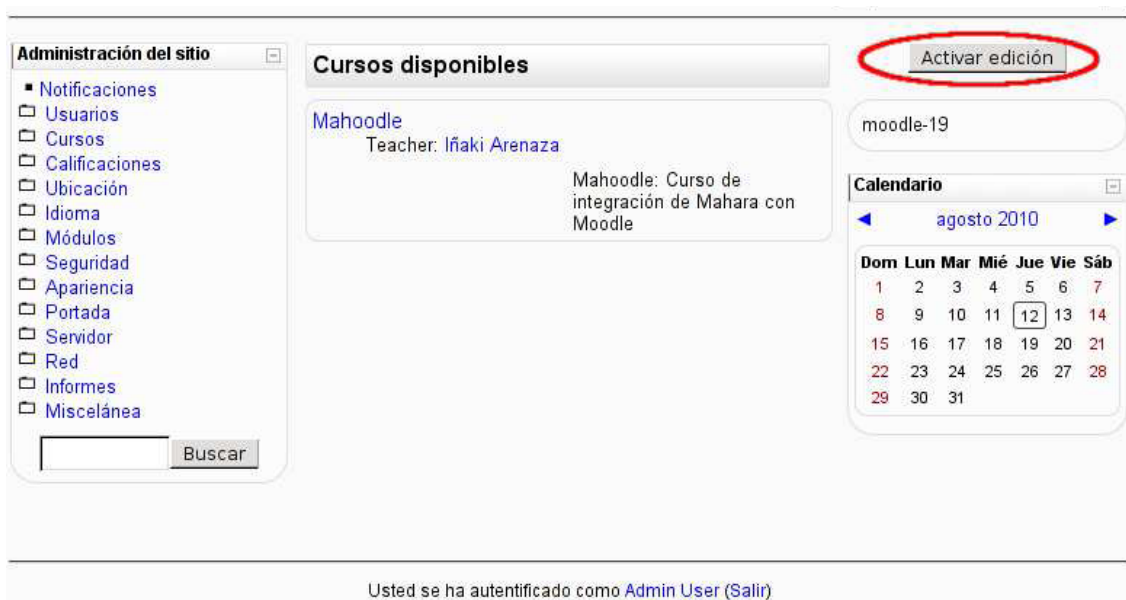 Administración del sitio
Notificaciones
Usuarios
Cursos
Calificaciones
Ubicación
Idioma
Módulos
Seguridad
Apariencia
Portada
Servidor
Red
Informes
Miscelánea
Buscar
Cursos disponibles
Mahoodle
Teacher: Iñaki Arenaza
Mahoodle: Curso de
integración de Mahara con
Moodle
Activar edición
moodle-19
Calendario
agosto 2010
Dom Lun Mar Mié Jue Vie Sáb
1 2 3 4 5 6 7
8 9 10 11 12 13 14
15 16 17 18 19 20 21
22 23 24 25 26 27 28
29 30 31
Usted se ha autentificado como Admin User (Salir)